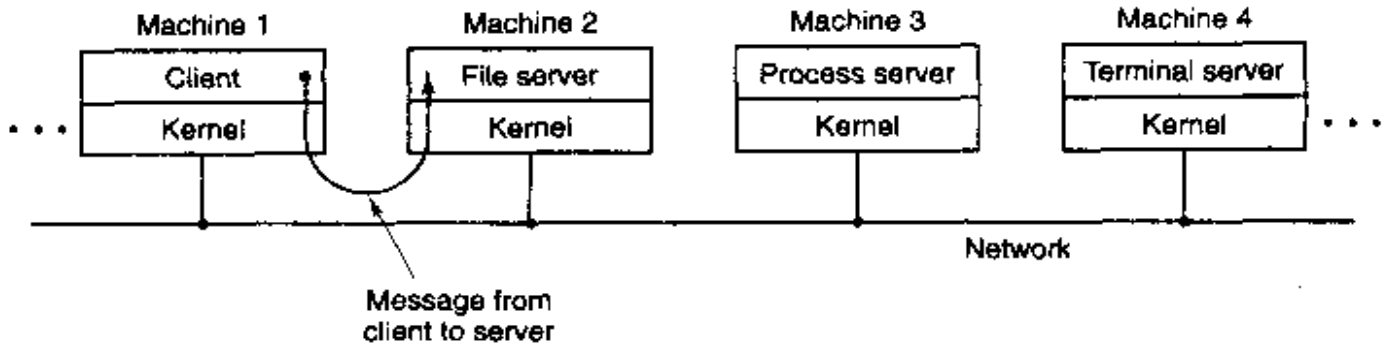 Machine 1
Machine 2
Machine 3
Machine 4
Client
File server
Process server
Terminal server
Kernel
Kernel
Kernel
Kernel
Network
Message from
client to server